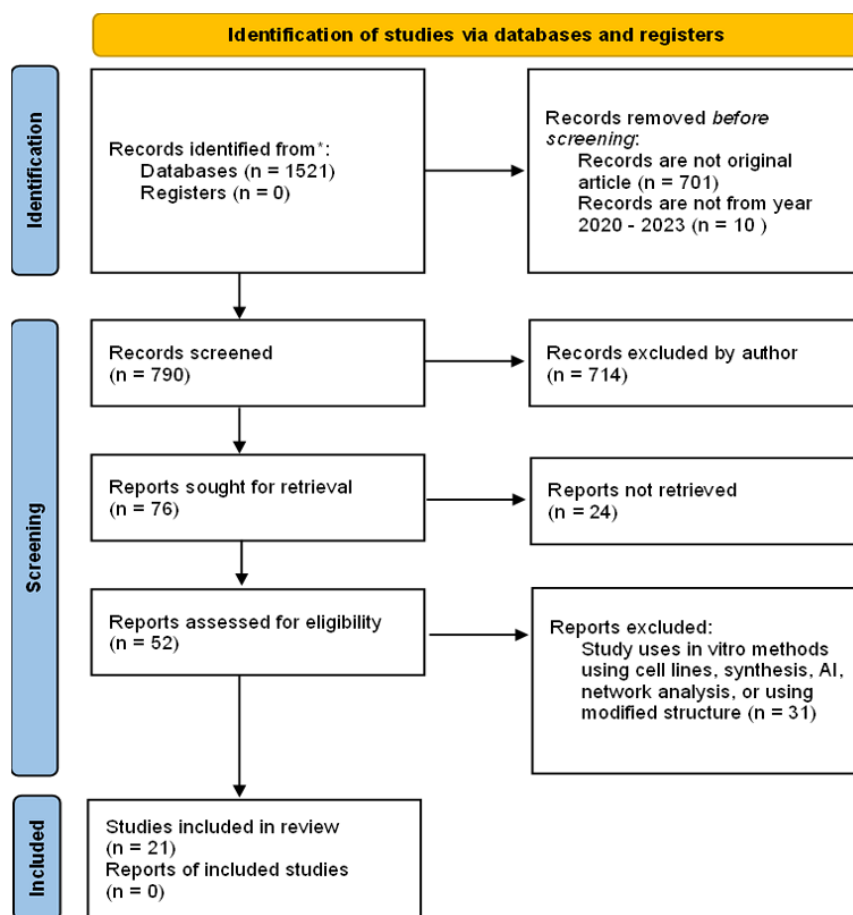 Identification of studies via databases and registers
Identification
Records identified from*:
Databases (n = 1521)
Registers (n = 0)
Records removed before
screening:
Records are not original
article (n = 701)
Records are not from year
2020 - 2023 (n = 10 )
Screening
Records screened
(n = 790)
Records excluded by author
(n = 714)
Reports sought for retrieval
(n = 76)
Reports not retrieved
(n = 24)
Reports assessed for eligibility
(n = 52)
Reports excluded:
Study uses in vitro methods
using cell lines, synthesis, AI,
network analysis, or using
modified structure (n = 31)
Included
Studies included in review
(n = 21)
Reports of included studies
(n = 0)